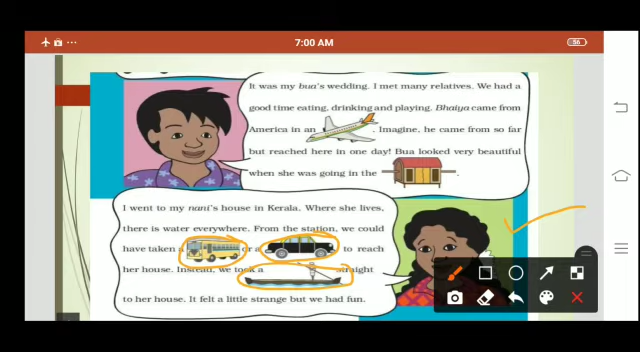 7:00 AM
56
It was my bua's wedding. I met many relatives. We had a
good time eating, drinking and playing. Bhaiya came from
America in an . Imagine, he came from so far
but reached here in one day! Bua looked very beautiful
when she was going in the .
I went to my nani's house in Kerala. Where she lives,
there is water everywhere. From the station, we could
have taken a or a to reach
her house. Instead, we took a straight
to her house. It felt a little strange but we had fun.